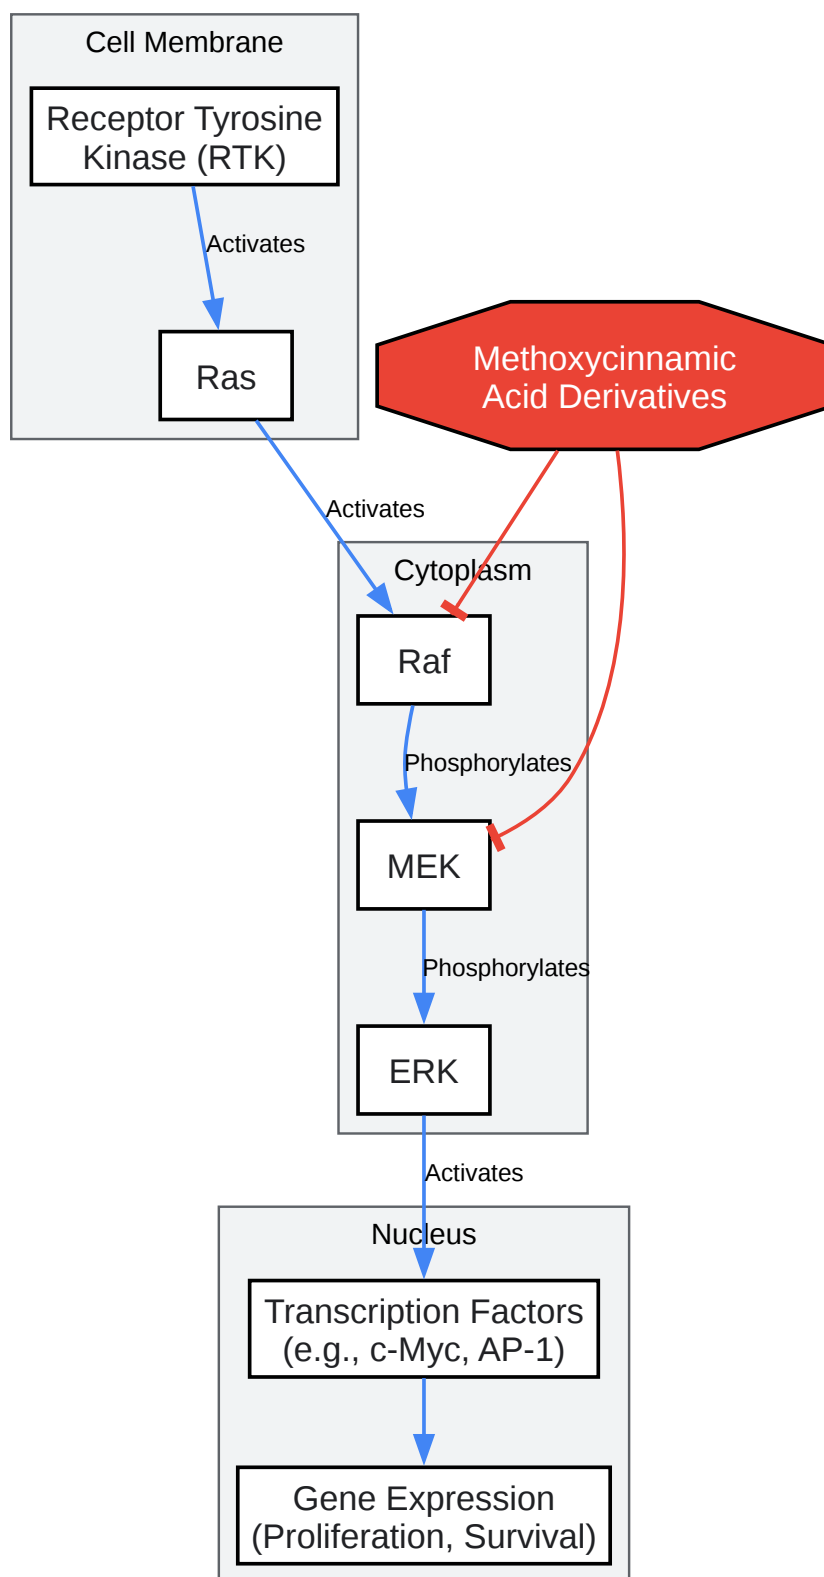 Cell Membrane
Receptor Tyrosine
Kinase (RTK)
Activates
Ras
Methoxycinnamic
Acid Derivatives
Activates
Cytoplasm
Raf
Phosphorylates
MEK
Phosphorylates
ERK
Activates
Nucleus
Transcription Factors
(e.g., c-Myc, AP-1)
Gene Expression
(Proliferation, Survival)